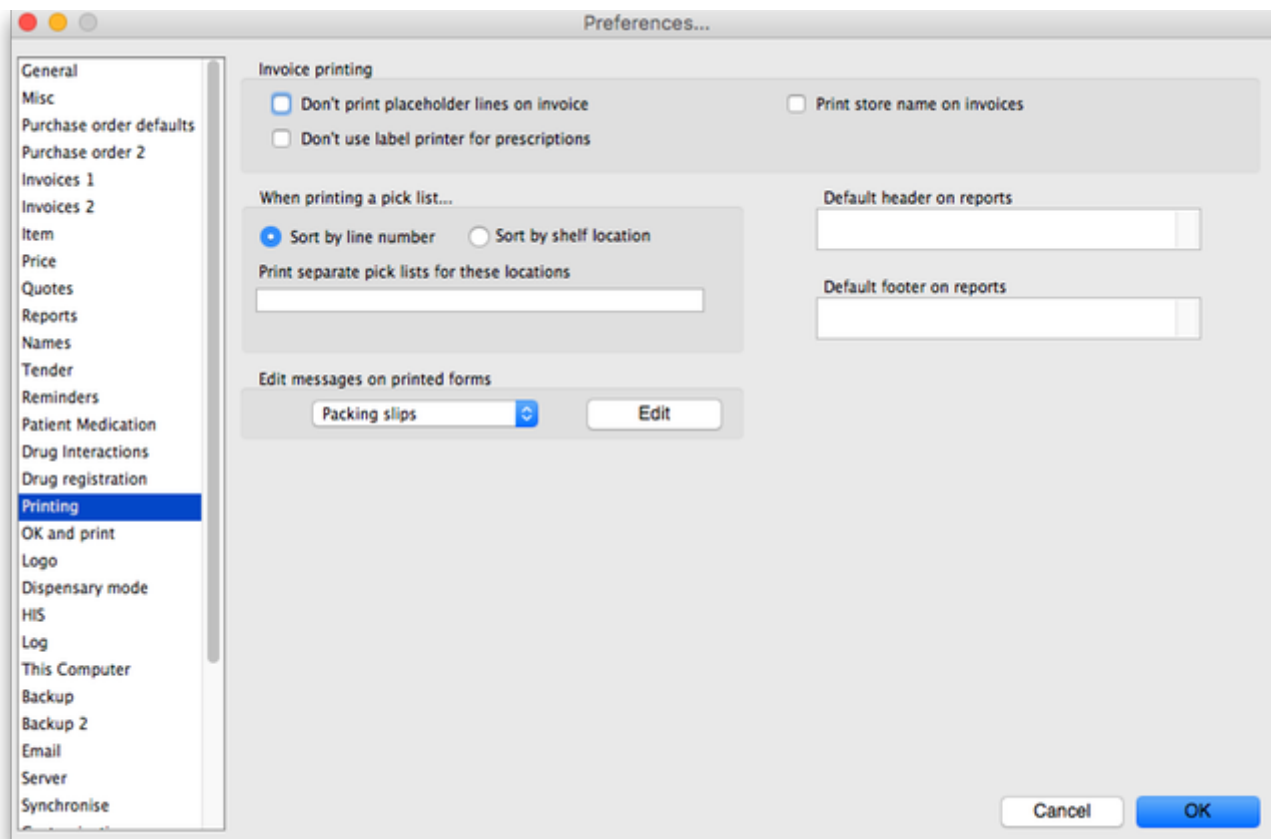 Preferences...
General
Misc
Purchase order defaults
Purchase order 2
Invoices 1
Invoices 2
Item
Price
Quotes
Reports
Names
Tender
Reminders
Patient Medication
Drug Interactions
Drug registration
Printing
OK and print
Logo
Dispensary mode
HIS
Log
This Computer
Backup
Backup 2
Email
Server
Synchronise
Invoice printing
Don't print placeholder lines on invoice
Print store name on invoices
Don't use label printer for prescriptions
When printing a pick list...
Sort by line number
Sort by shelf location
Print separate pick lists for these locations
Default header on reports
Default footer on reports
Edit messages on printed forms
Packing slips
Edit
Cancel
OK